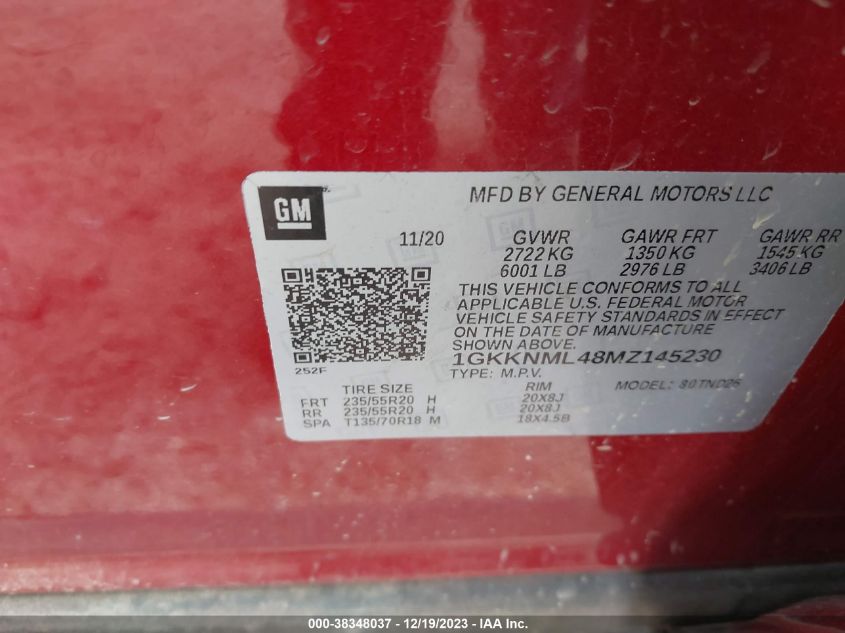 GM
MFD BY GENERAL MOTORS LLC
11/20 GVWR GAWR FRT GAWR RR
2722 KG 1350 KG 1545 KG
6001 LB 2976 LB 3406 LB
THIS VEHICLE CONFORMS TO ALL
APPLICABLE U.S. FEDERAL MOTOR
VEHICLE SAFETY STANDARDS IN EFFECT
ON THE DATE OF MANUFACTURE
SHOWN ABOVE.
1GKKNML48MZ145230
252F
TYPE: M.P.V. MODEL:
TIRE SIZE RIM
FRT 235/55R20 H 20X8J
RR 235/55R20 H 20X8J
SPA T135/70R18 M 18X4.5B
000-38348037 - 12/19/2023 - IAA Inc.